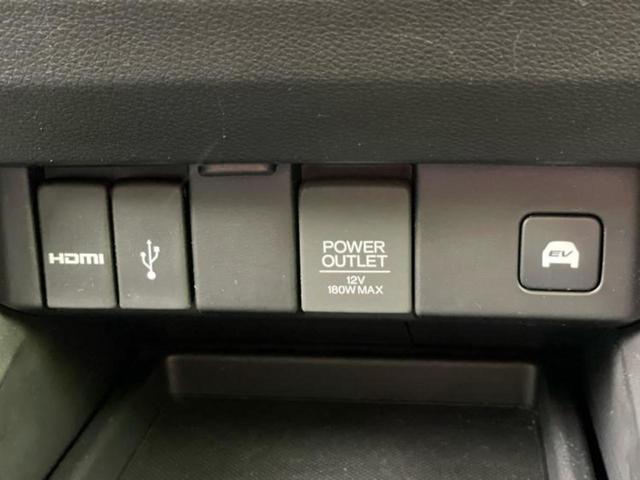 HDMI
POWER
OUTLET
12V
180W MAX
EV